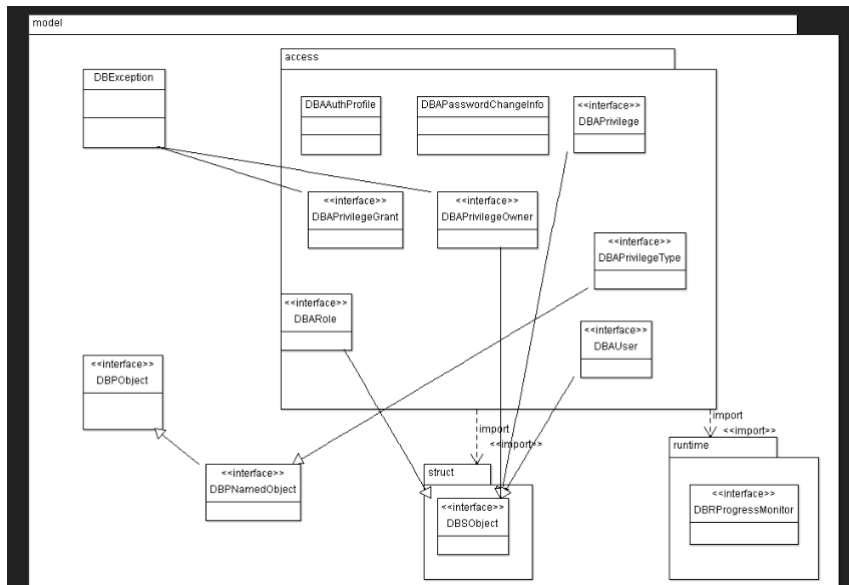 model
access
DBException
DBAAuthProfile
DBAPasswordChangeInfo
<<interface>>
DBAPrivilege
<<interface>>
DBAPrivilegeGrant
<<interface>>
DBAPrivilegeOwner
<<interface>>
DBAPrivilegeType
<<interface>>
DBARole
<<interface>>
DBAUser
<<interface>>
DBPObject
import
<<import>>
import
<<import>>
runtime
struct
<<interface>>
DBPNamedObject
<<interface>>
DBSObject
<<interface>>
DBRProgressMonitor